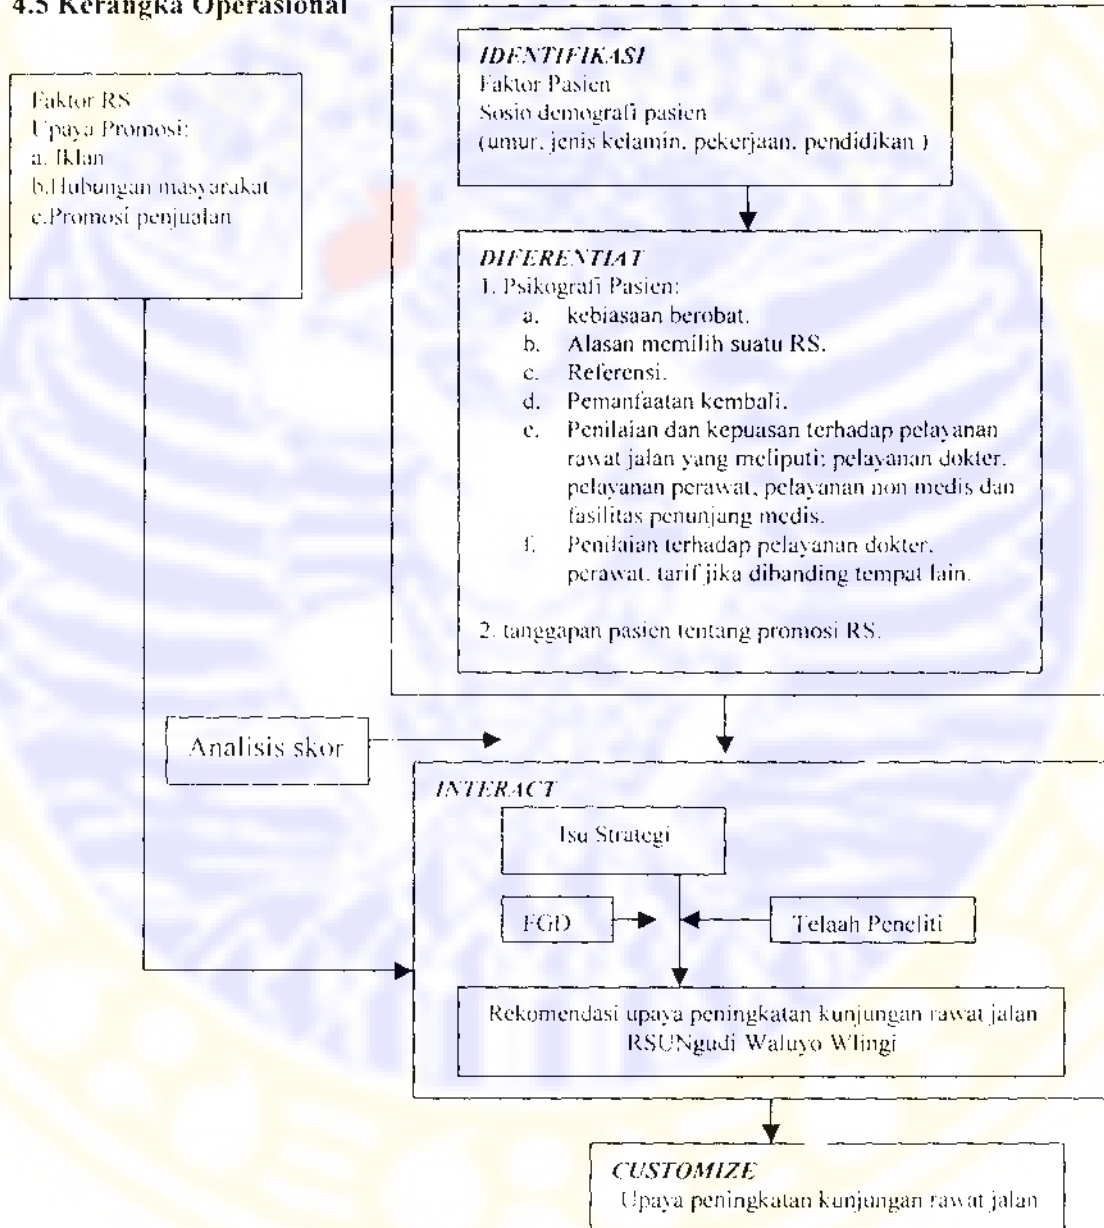 4.5 Kerangka Operasional
Faktor RS
Upaya Promosi:
a. Iklan
b.Hubungan masyarakat
c.Promosi penjualan
IDENTIFIKASI
Faktor Pasien
Sosio demografi pasien
(umur, jenis kelamin, pekerjaan, pendidikan )
DIFERENTIAT
1. Psikografi Pasien:
a. kebiasaan berobat.
b. Alasan memilih suatu RS.
c. Referensi.
d. Pemanfaatan kembali.
e. Penilaian dan kepuasan terhadap pelayanan
rawat jalan yang meliputi: pelayanan dokter,
pelayanan perawat, pelayanan non medis dan
fasilitas penunjang medis.
f. Penilaian terhadap pelayanan dokter,
perawat, tarif jika dibanding tempat lain.
2. tanggapan pasien tentang promosi RS.
Analisis skor
INTERACT
Isu Strategi
FGD
Telaah Peneliti
Rekomendasi upaya peningkatan kunjungan rawat jalan
RSUNgudi Waluyo Wlingi
CUSTOMIZE
Upaya peningkatan kunjungan rawat jalan